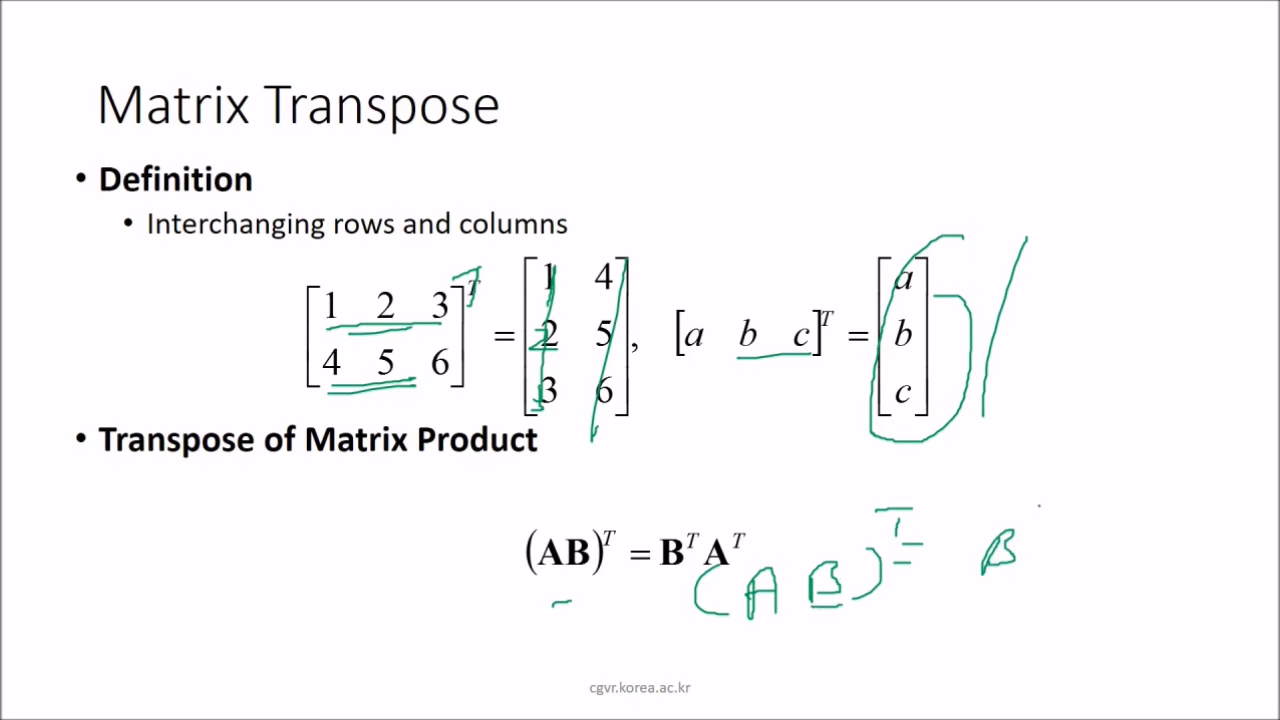 Matrix Transpose
• Definition
• Interchanging rows and columns
[1 2 3; 4 5 6]^T = [1 4; 2 5; 3 6], [a b c]^T = [a; b; c]
• Transpose of Matrix Product
(AB)^T = B^T A^T
(AB)^T = B
cgvr.korea.ac.kr